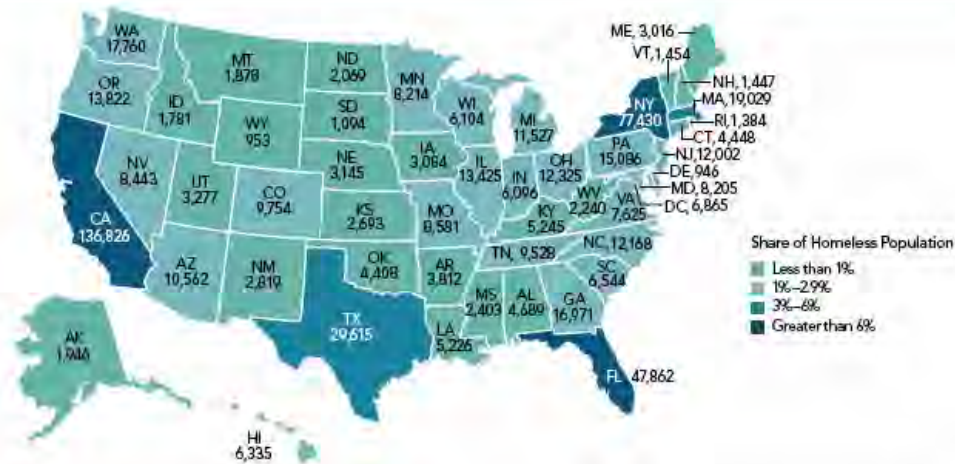 WA
17,760
OR
13,822
CA
136,826
NV
8,443
ID
1,781
MT
1,878
WY
953
UT
3,277
AZ
10,562
CO
9,754
NM
2,819
ND
2,069
SD
1,094
NE
3,145
KS
2,693
OK
4,408
TX
29,615
MN
8,214
IA
3,084
MO
8,581
AR
3,812
LA
5,226
WI
6,104
IL
13,425
MI
11,527
IN
6,096
OH
12,325
KY
5,245
TN, 9,528
MS
2,403
AL
4,689
GA
16,971
FL 47,862
SC
6,544
NC, 12,168
VA
7,625
WV
2,240
PA
15,086
NY
77,430
ME, 3,016
VT, 1,454
NH, 1,447
MA, 19,029
RI, 1,384
CT, 4,448
NJ, 12,002
DE, 946
MD, 8,205
DC, 6,865
AK
1,946
HI
6,335
Share of Homeless Population
Less than 1%
1%–2.9%
3%–6%
Greater than 6%